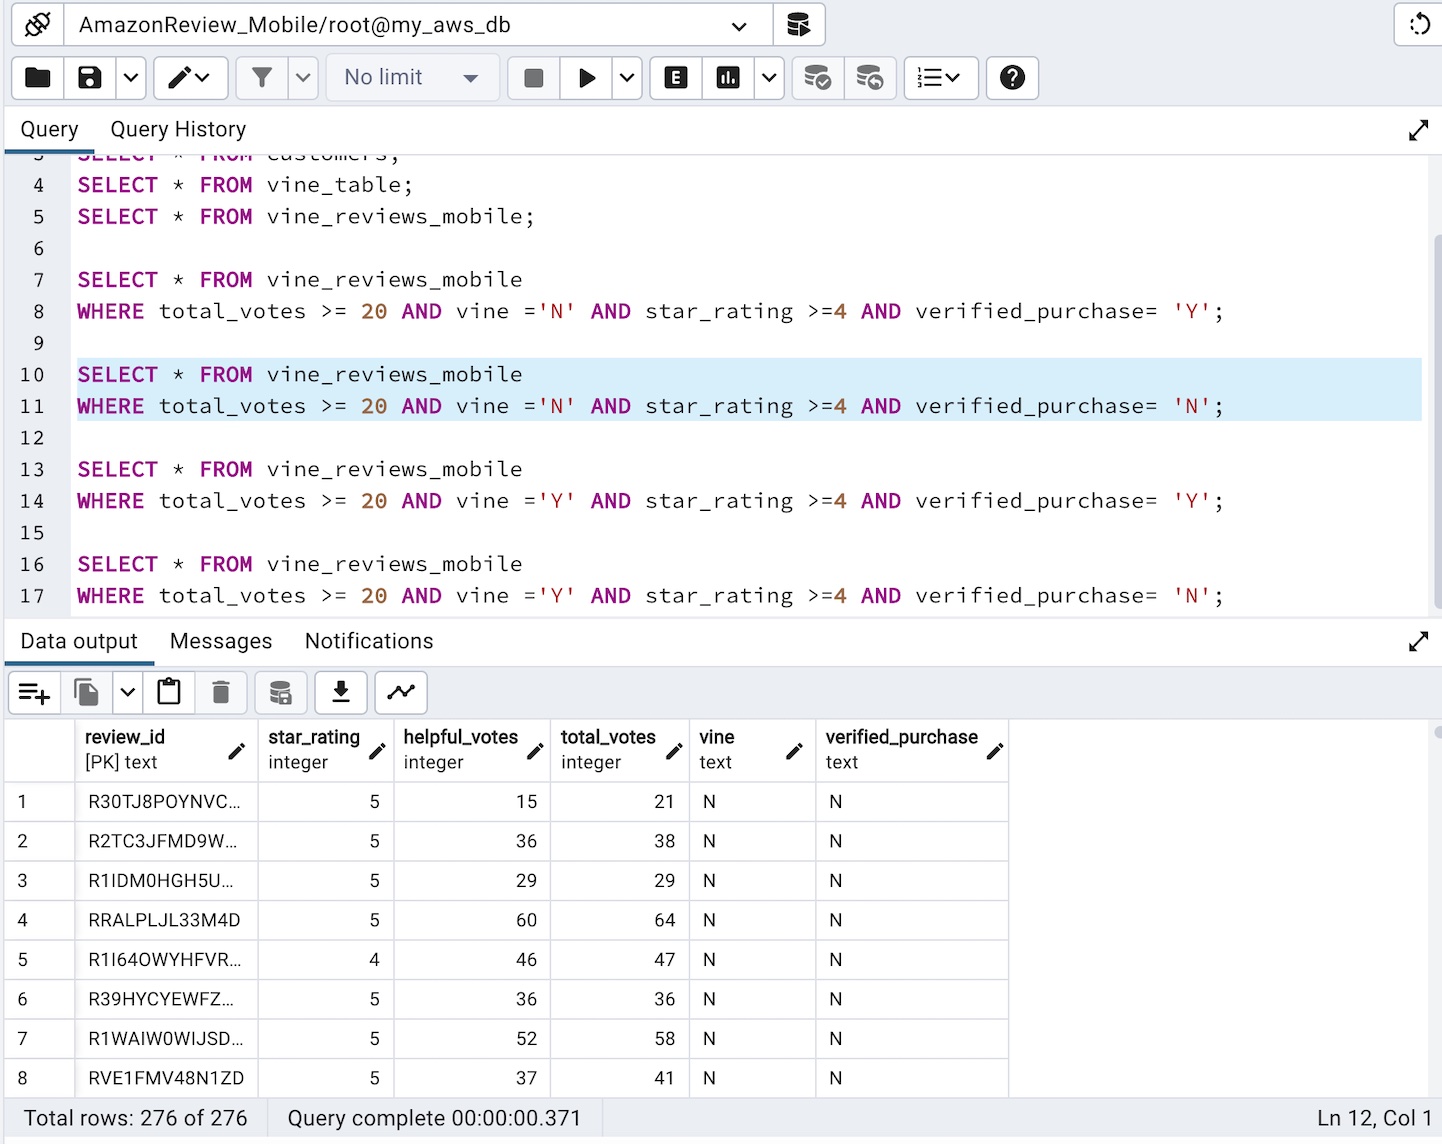 AmazonReview_Mobile/root@my_aws_db
No limit
Query Query History
3 SELECT * FROM customers;
4 SELECT * FROM vine_table;
5 SELECT * FROM vine_reviews_mobile;
6
7 SELECT * FROM vine_reviews_mobile
8 WHERE total_votes >= 20 AND vine ='N' AND star_rating >=4 AND verified_purchase= 'Y';
9
10 SELECT * FROM vine_reviews_mobile
11 WHERE total_votes >= 20 AND vine ='N' AND star_rating >=4 AND verified_purchase= 'N';
12
13 SELECT * FROM vine_reviews_mobile
14 WHERE total_votes >= 20 AND vine ='Y' AND star_rating >=4 AND verified_purchase= 'Y';
15
16 SELECT * FROM vine_reviews_mobile
17 WHERE total_votes >= 20 AND vine ='Y' AND star_rating >=4 AND verified_purchase= 'N';
Data output Messages Notifications
review_id star_rating helpful_votes total_votes vine verified_purchase
[PK] text integer integer integer text text
1 R30TJ8POYNVC... 5 15 21 N N
2 R2TC3JFMD9W... 5 36 38 N N
3 R1IDM0HGH5U... 5 29 29 N N
4 RRALPLJL33M4D 5 60 64 N N
5 R1I64OWYHFVR... 4 46 47 N N
6 R39HYCYEWFZ... 5 36 36 N N
7 R1WAIW0WIJSD... 5 52 58 N N
8 RVE1FMV48N1ZD 5 37 41 N N
Total rows: 276 of 276 Query complete 00:00:00.371 Ln 12, Col 1